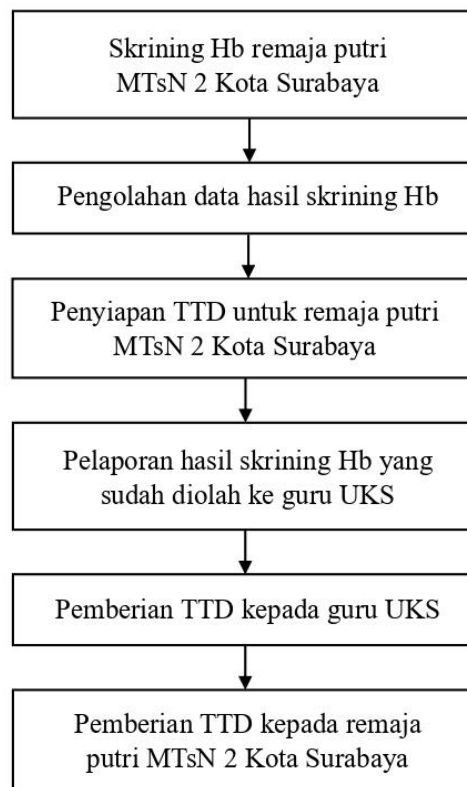 Skrining Hb remaja putri
MTsN 2 Kota Surabaya
Pengolahan data hasil skrining Hb
Penyiapan TTD untuk remaja putri
MTsN 2 Kota Surabaya
Pelaporan hasil skrining Hb yang
sudah diolah ke guru UKS
Pemberian TTD kepada guru UKS
Pemberian TTD kepada remaja
putri MTsN 2 Kota Surabaya